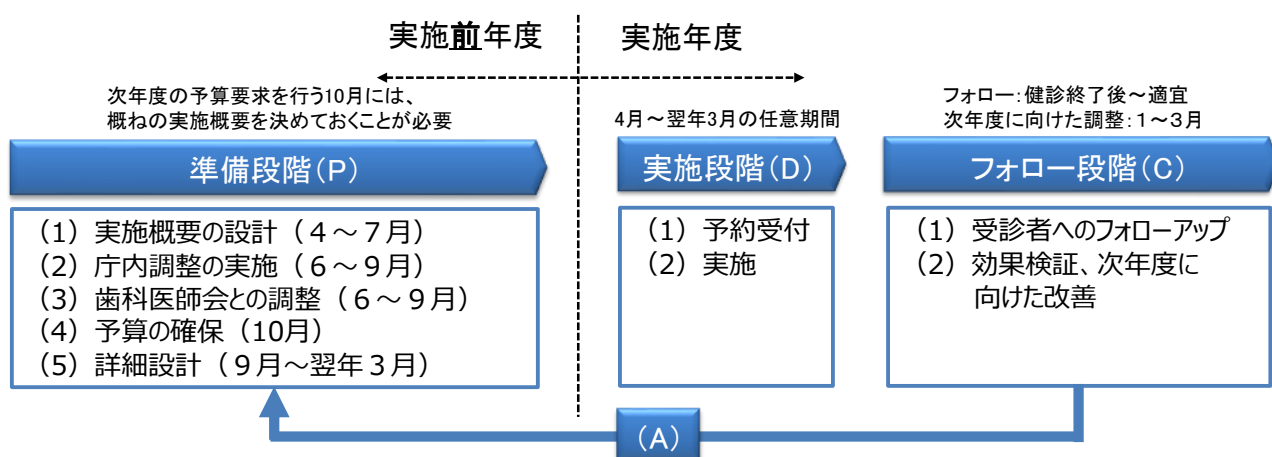 実施前年度
実施年度
次年度の予算要求を行う10月には、
概ねの実施概要を決めておくことが必要
4月～翌年3月の任意期間
フォロー：健診終了後～適宜
次年度に向けた調整：１～３月
準備段階（P）
実施段階（D）
フォロー段階（C）
（1）実施概要の設計（４～７月）
（2）庁内調整の実施（６～９月）
（3）歯科医師会との調整（６～９月）
（4）予算の確保（10月）
（5）詳細設計（９月～翌年３月）
（1）予約受付
（2）実施
（1）受診者へのフォローアップ
（2）効果検証、次年度に
向けた改善
（A）